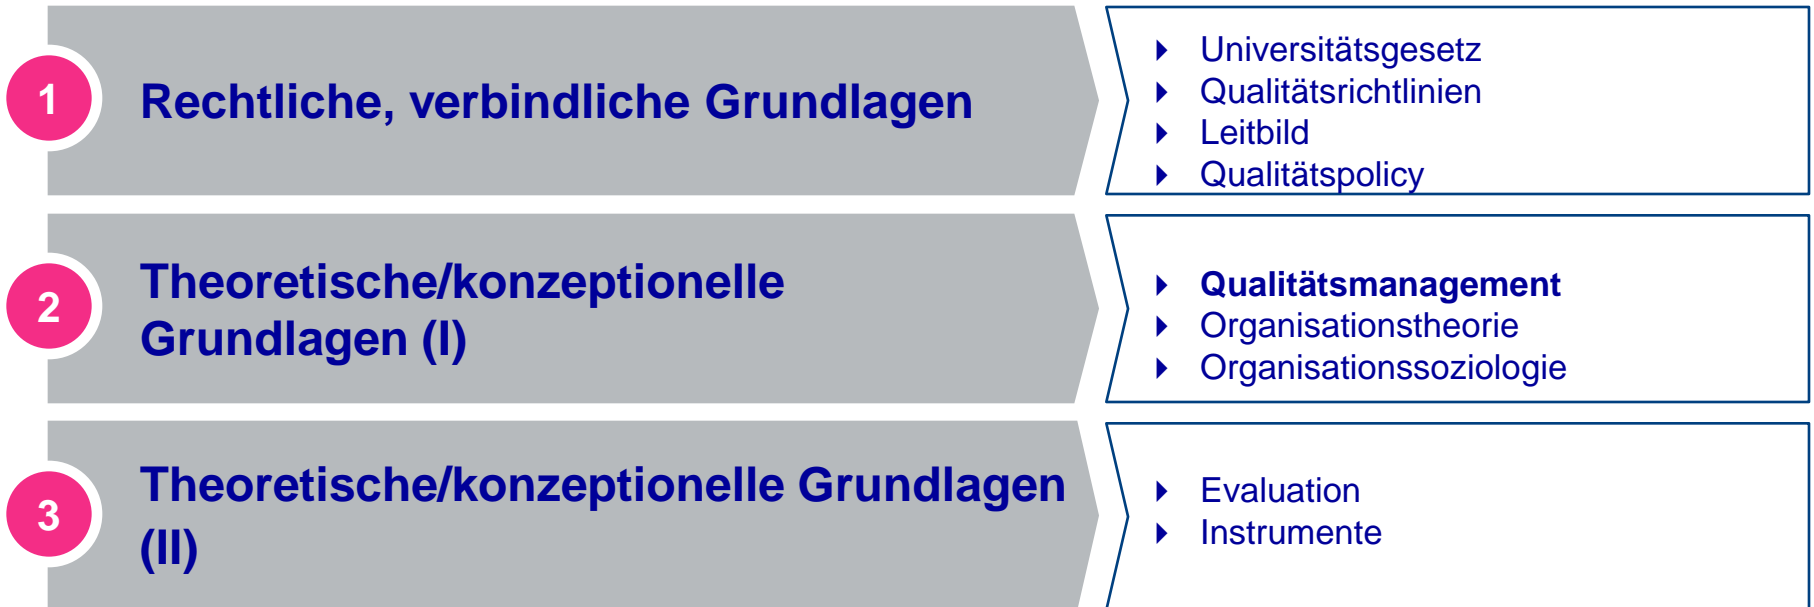 1
Rechtliche, verbindliche Grundlagen
Universitätsgesetz
Qualitätsrichtlinien
Leitbild
Qualitätspolicy
2
Theoretische/konzeptionelle
Grundlagen (I)
Qualitätsmanagement
Organisationstheorie
Organisationssoziologie
3
Theoretische/konzeptionelle Grundlagen
(II)
Evaluation
Instrumente